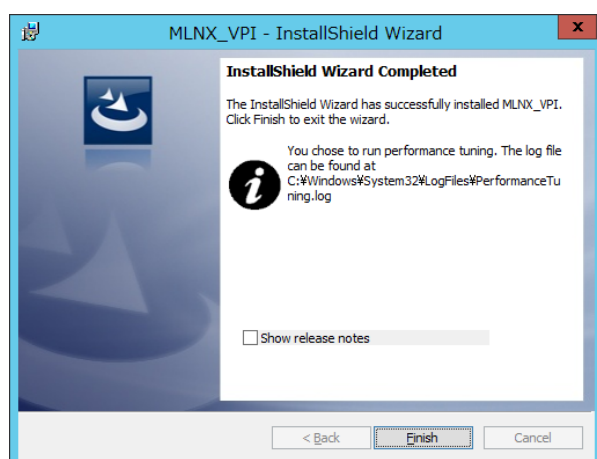 MLNX_VPI - InstallShield Wizard
x
InstallShield Wizard Completed
The InstallShield Wizard has successfully installed MLNX_VPI.
Click Finish to exit the wizard.
You chose to run performance tuning. The log file
can be found at
C:¥Windows¥System32¥LogFiles¥PerformanceTu
ning.log
Show release notes
< Back
Finish
Cancel